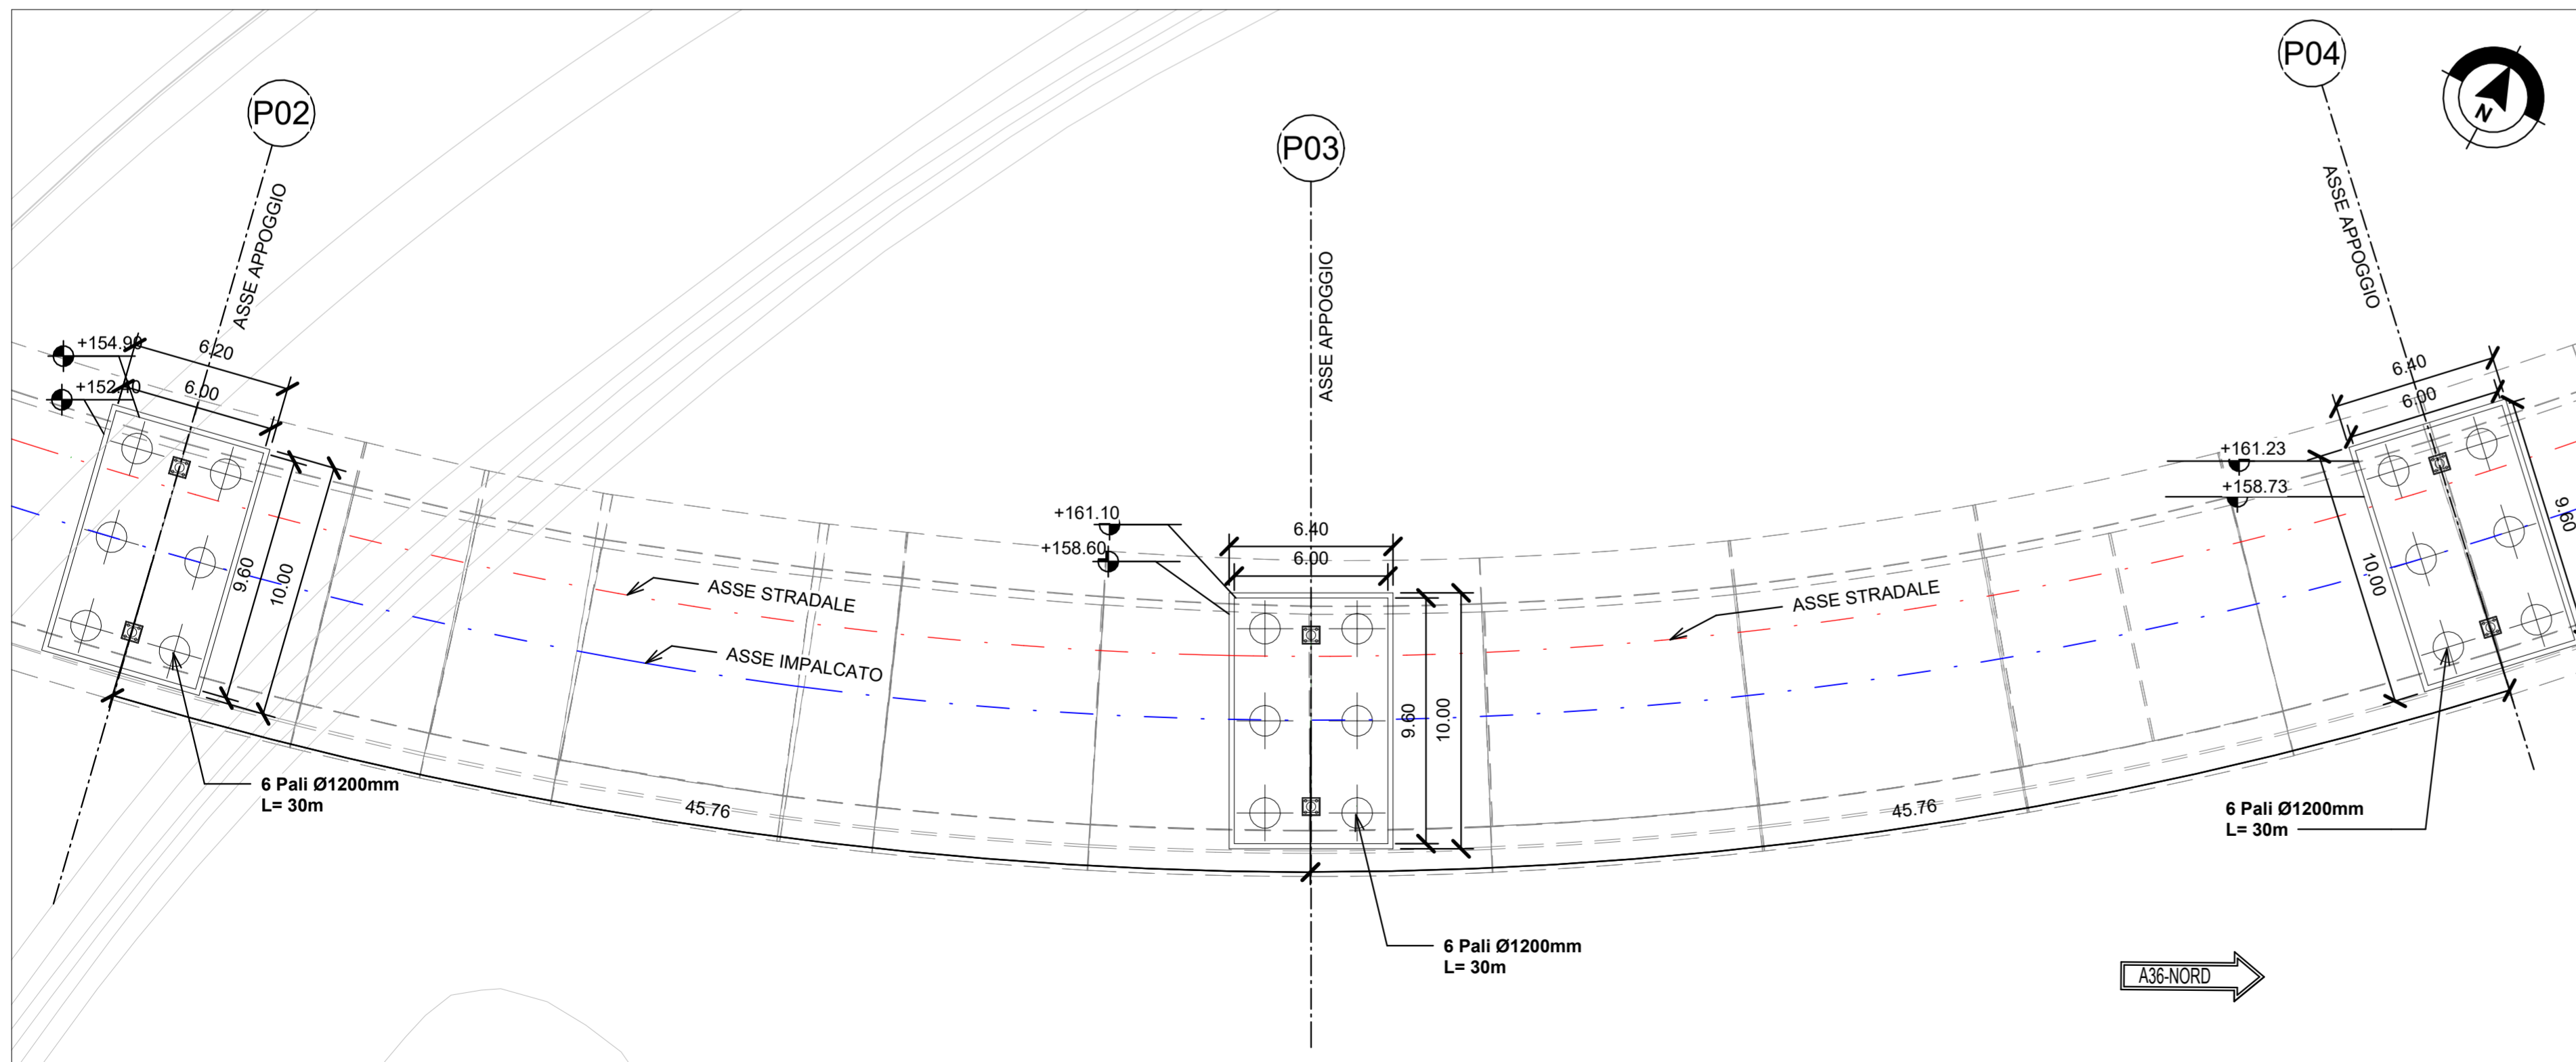 P02
P03
P04
N
ASSE APPOGGIO
ASSE APPOGGIO
ASSE APPOGGIO
+154.90
6.20
6.00
9.60
10.00
6 Pali Ø1200mm
L= 30m
45.76
ASSE STRADALE
ASSE IMPALCATO
+161.10
+158.60
6.40
6.00
9.60
10.00
6 Pali Ø1200mm
L= 30m
ASSE STRADALE
45.76
+161.23
+158.73
6.40
6.00
9.60
10.00
6 Pali Ø1200mm
L= 30m
A36-NORD